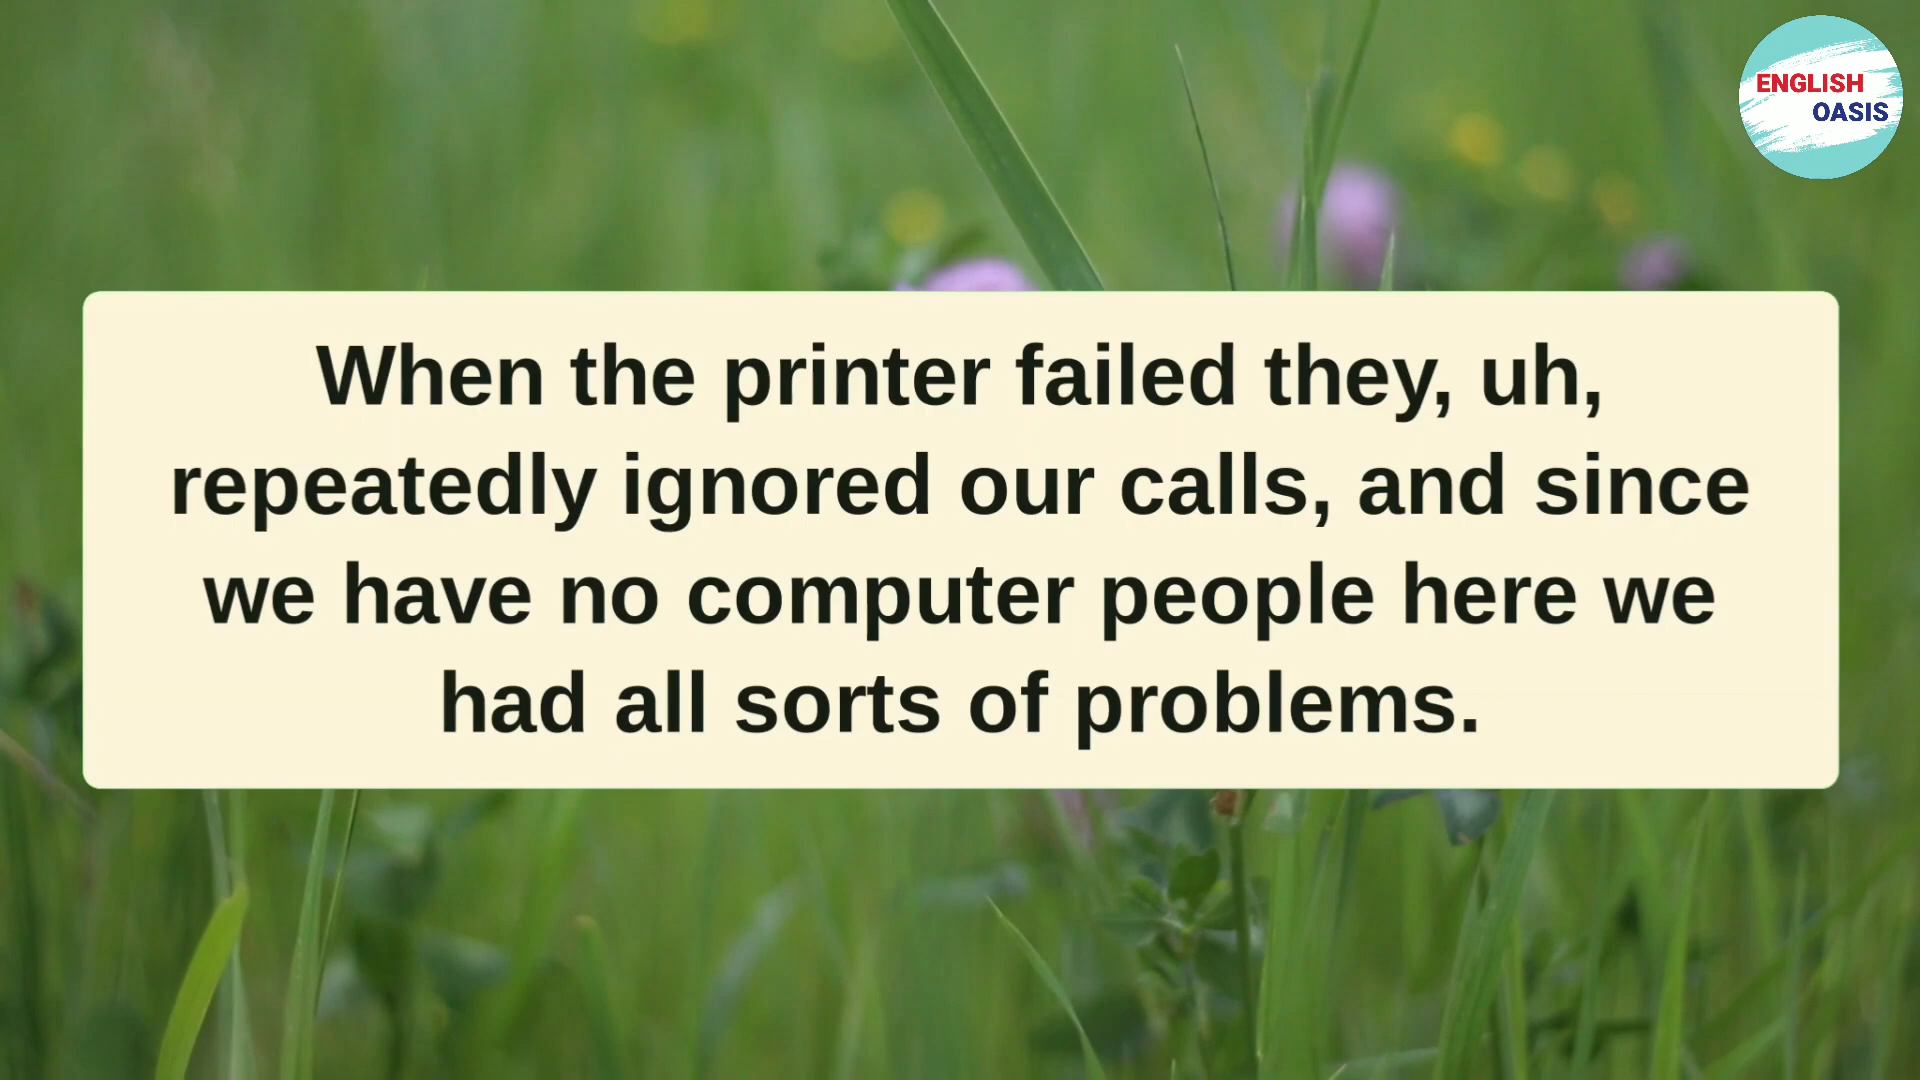 ENGLISH
OASIS
When the printer failed they, uh,
repeatedly ignored our calls, and since
we have no computer people here we
had all sorts of problems.